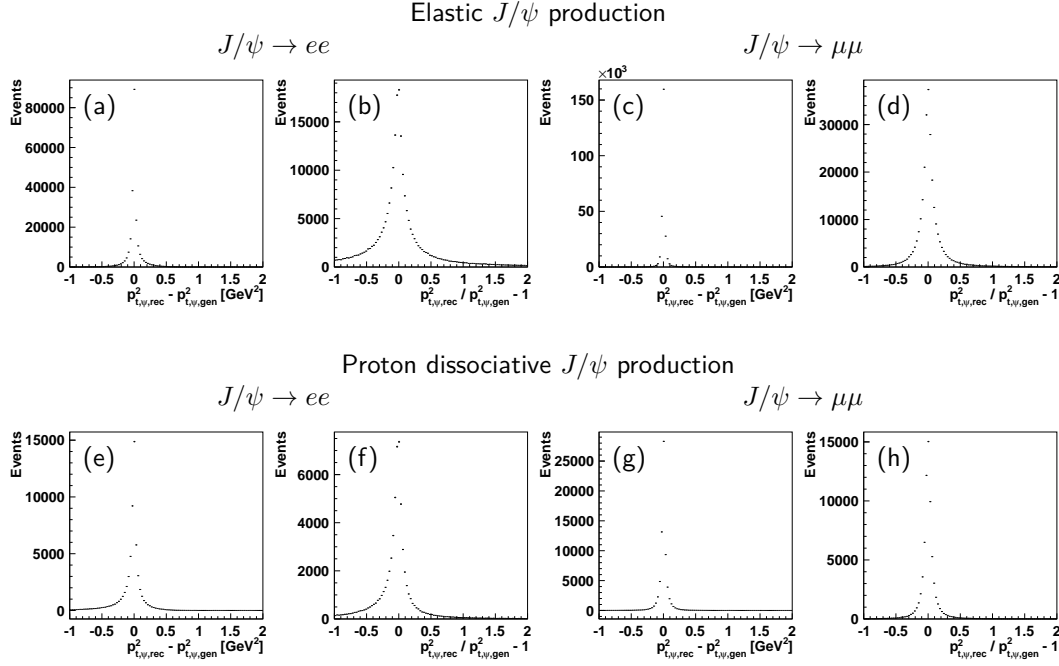 Elastic J/ψ production
J/ψ → ee
J/ψ → μμ
Events
(a)
80000
60000
40000
20000
0
-1 -0.5 0 0.5 1 1.5 2
p²t,ψ,rec - p²t,ψ,gen [GeV²]
Events
(b)
15000
10000
5000
0
-1 -0.5 0 0.5 1 1.5 2
p²t,ψ,rec / p²t,ψ,gen - 1
×10³
Events
(c)
150
100
50
0
-1 -0.5 0 0.5 1 1.5 2
p²t,ψ,rec - p²t,ψ,gen [GeV²]
Events
(d)
30000
20000
10000
0
-1 -0.5 0 0.5 1 1.5 2
p²t,ψ,rec / p²t,ψ,gen - 1
Proton dissociative J/ψ production
J/ψ → ee
J/ψ → μμ
Events
(e)
15000
10000
5000
0
-1 -0.5 0 0.5 1 1.5 2
p²t,ψ,rec - p²t,ψ,gen [GeV²]
Events
(f)
6000
4000
2000
0
-1 -0.5 0 0.5 1 1.5 2
p²t,ψ,rec / p²t,ψ,gen - 1
Events
(g)
25000
20000
15000
10000
5000
0
-1 -0.5 0 0.5 1 1.5 2
p²t,ψ,rec - p²t,ψ,gen [GeV²]
Events
(h)
15000
10000
5000
0
-1 -0.5 0 0.5 1 1.5 2
p²t,ψ,rec / p²t,ψ,gen - 1